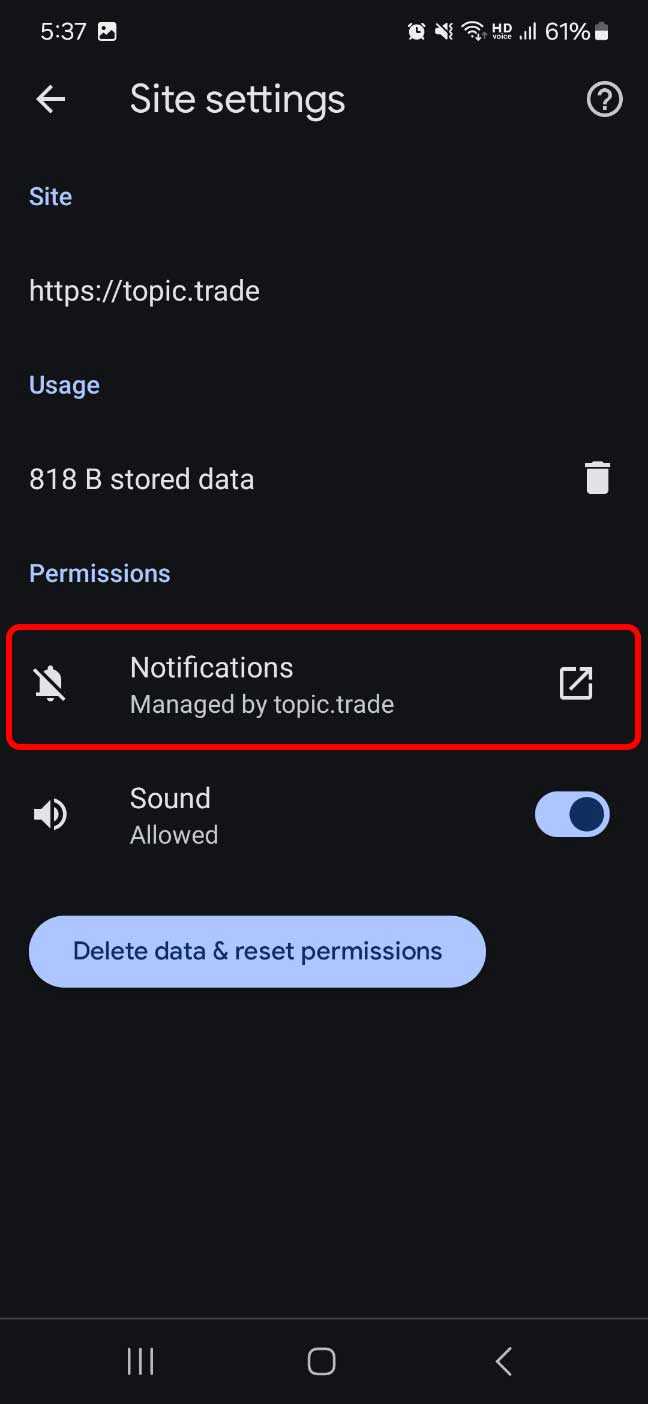 5:37 HD voice 61%
Site settings
Site
https://topic.trade
Usage
818 B stored data
Permissions
Notifications
Managed by topic.trade
Sound
Allowed
Delete data & reset permissions